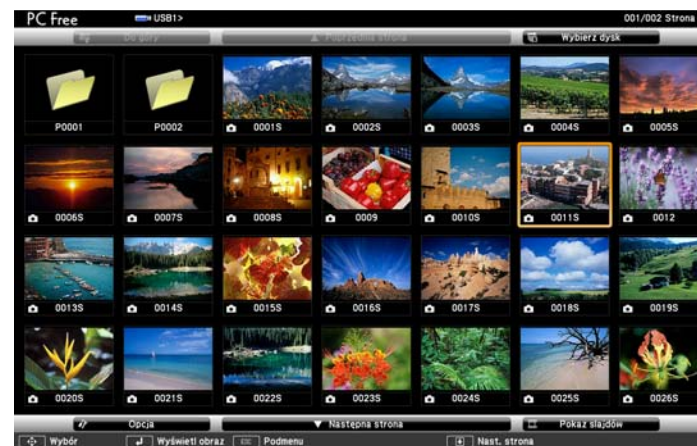 PC Free USB1> 001/002 Strona
Do góry ▲ Poprzednia strona Wybierz dysk
P0001 P0002 0001S 0002S 0003S 0004S 0005S
0006S 0007S 0008S 0009 0010S 0011S 0012
0013S 0014S 0015S 0016S 0017S 0018S 0019S
0020S 0021S 0022S 0023S 0024S 0025S 0026S
Opcja ▼ Następna strona Pokaz slajdów
Wybór Wyświetl obraz ESC Podmenu Nast. strona